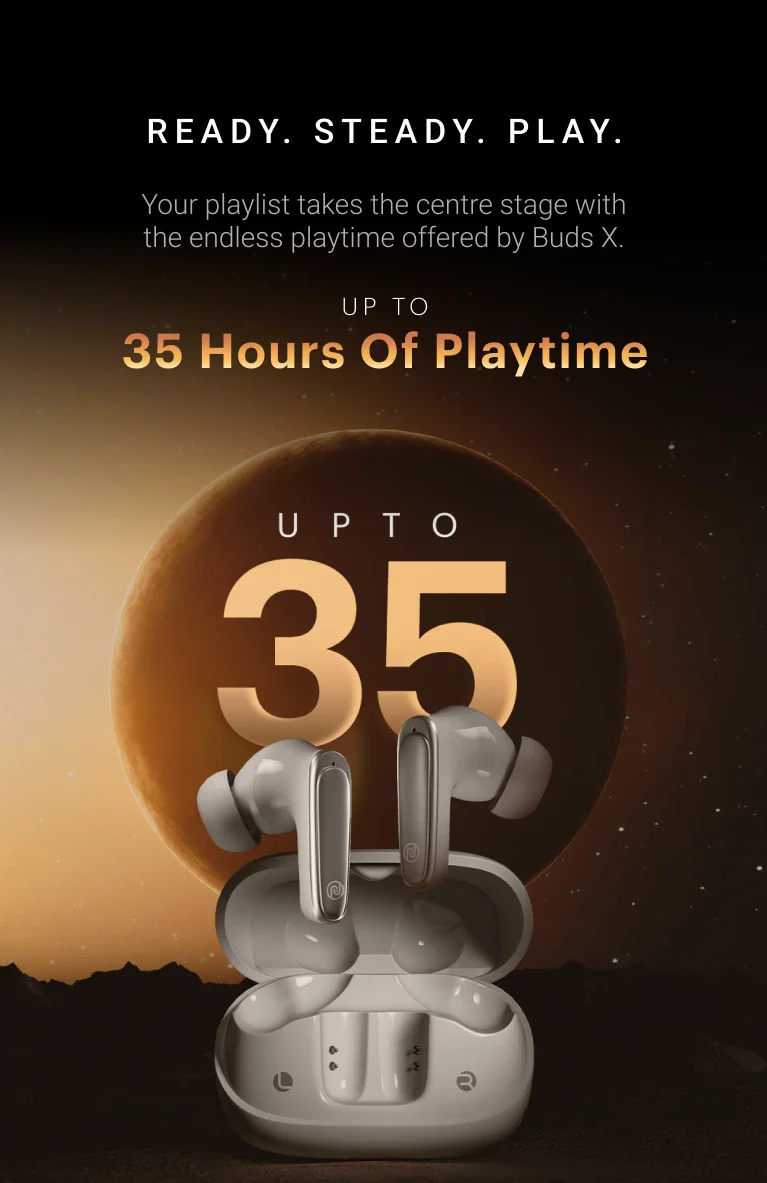 READY. STEADY. PLAY.
Your playlist takes the centre stage with
the endless playtime offered by Buds X.
UP TO
35 Hours Of Playtime
UPTO
35
L R